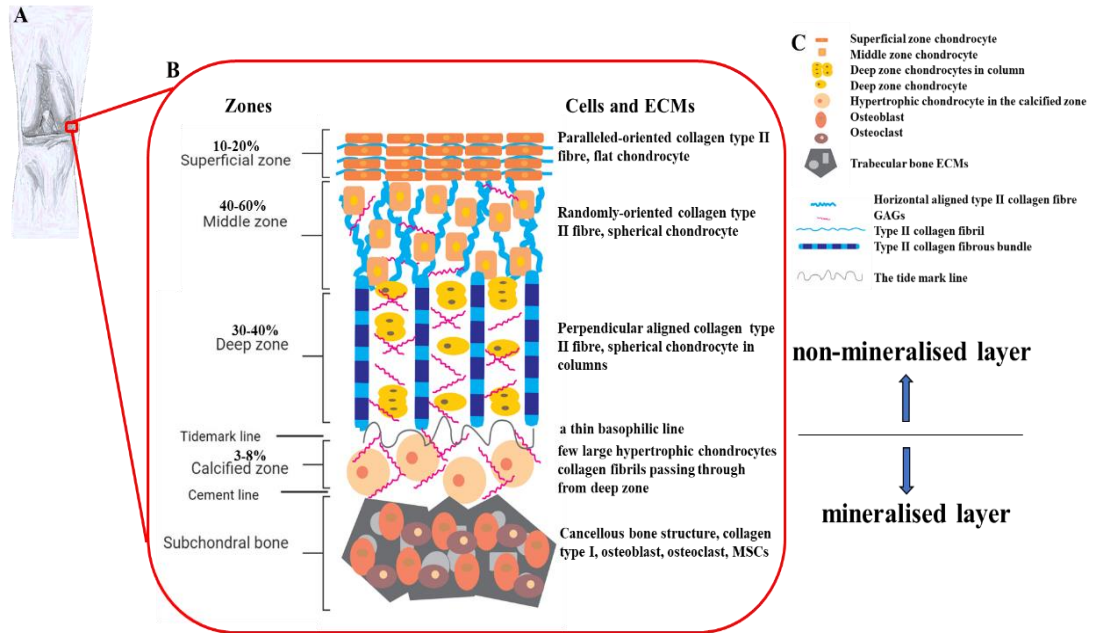 A
B
Zones
Cells and ECMs
10-20%
Superficial zone
Paralleled-oriented collagen type II
fibre, flat chondrocyte
40-60%
Middle zone
Randomly-oriented collagen type
II fibre, spherical chondrocyte
30-40%
Deep zone
Perpendicular aligned collagen type
II fibre, spherical chondrocyte in
columns
Tidemark line
a thin basophilic line
3-8%
Calcified zone
few large hypertrophic chondrocytes
collagen fibrils passing through
from deep zone
Cement line
Subchondral bone
Cancellous bone structure, collagen
type I, osteoblast, osteoclast, MSCs
C
Superficial zone chondrocyte
Middle zone chondrocyte
Deep zone chondrocytes in column
Deep zone chondrocyte
Hypertrophic chondrocyte in the calcified zone
Osteoblast
Osteoclast
Trabecular bone ECMs
Horizontal aligned type II collagen fibre
GAGs
Type II collagen fibril
Type II collagen fibrous bundle
The tide mark line
non-mineralised layer
mineralised layer